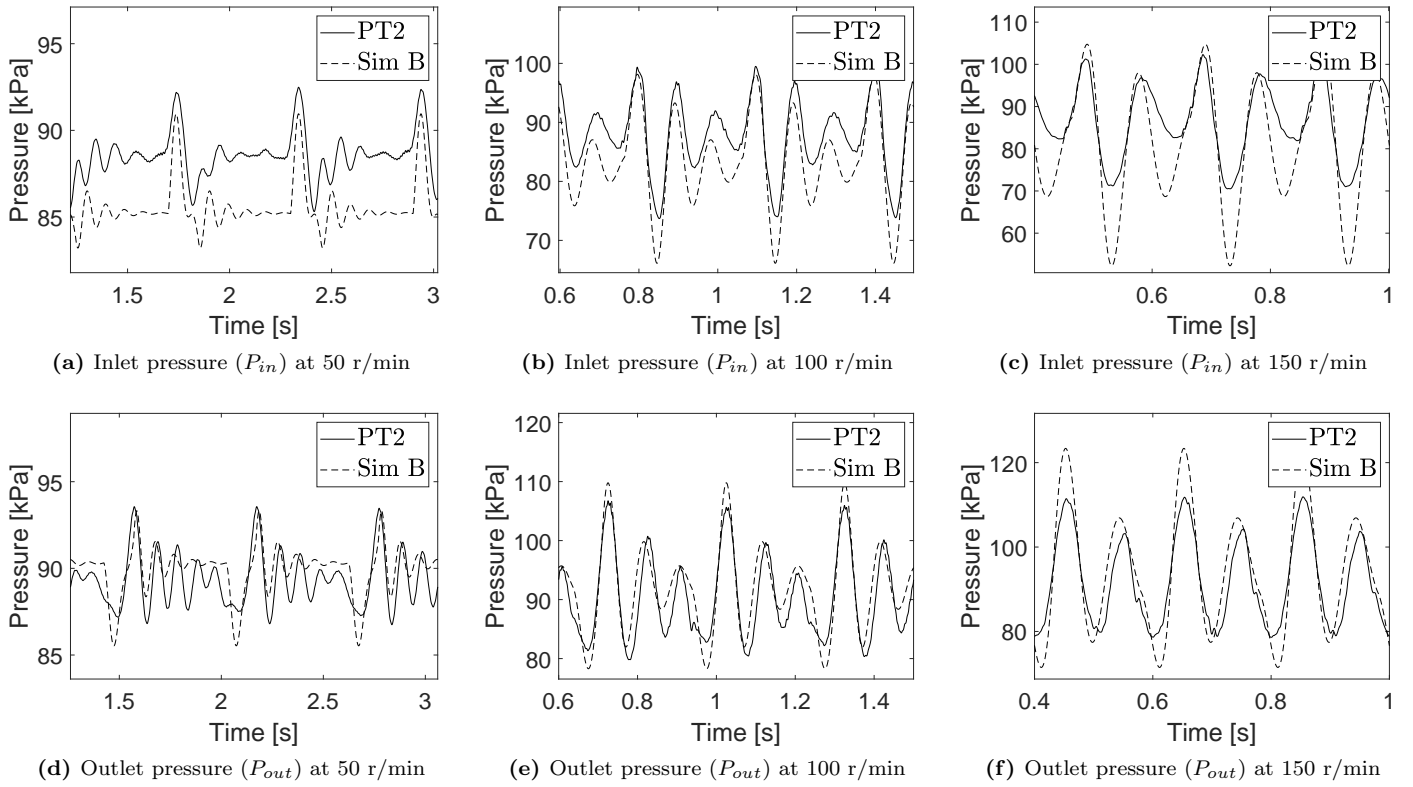 95
90
85
Pressure [kPa]
PT2
Sim B
1.5
2
2.5
3
Time [s]
(a) Inlet pressure (P_in) at 50 r/min
100
90
80
70
Pressure [kPa]
PT2
Sim B
0.6
0.8
1
1.2
1.4
Time [s]
(b) Inlet pressure (P_in) at 100 r/min
110
100
90
80
70
60
Pressure [kPa]
PT2
Sim B
0.6
0.8
1
Time [s]
(c) Inlet pressure (P_in) at 150 r/min
95
90
85
Pressure [kPa]
PT2
Sim B
1.5
2
2.5
3
Time [s]
(d) Outlet pressure (P_out) at 50 r/min
120
110
100
90
80
Pressure [kPa]
PT2
Sim B
0.6
0.8
1
1.2
1.4
Time [s]
(e) Outlet pressure (P_out) at 100 r/min
120
100
80
Pressure [kPa]
PT2
Sim B
0.4
0.6
0.8
1
Time [s]
(f) Outlet pressure (P_out) at 150 r/min